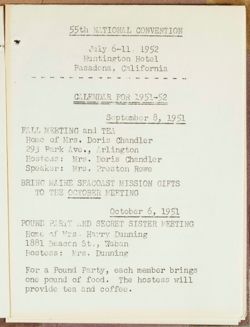 55th NATIONAL CONVENTION
July 6-11 1952
Huntington Hotel
Pasadena, California
CALENDAR FOR 1951-52
September 8, 1951
FALL MEETING and TEA
Home of Mrs. Doris Chandler
293 Park Ave., Arlington
Hostess: Mrs. Doris Chandler
Speaker: Mrs. Preston Rowe
BRING MAINE SEACOAST MISSION GIFTS
TO THE OCTOBER MEETING
October 6, 1951
POUND PARTY AND SECRET SISTER MEETING
Home of Mrs. Harry Dunning
1881 Beacon St., Waban
Hostess: Mrs. Dunning
For a Pound Party, each member brings
one pound of food. The hostess will
provide tea and coffee.